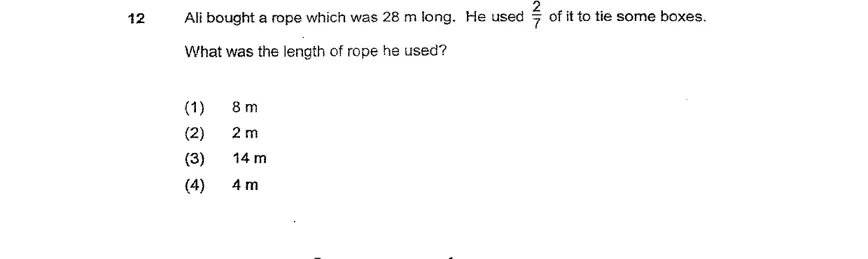 12 Ali bought a rope which was 28 m long. He used 2/7 of it to tie some boxes.
What was the length of rope he used?
(1) 8 m
(2) 2 m
(3) 14 m
(4) 4 m